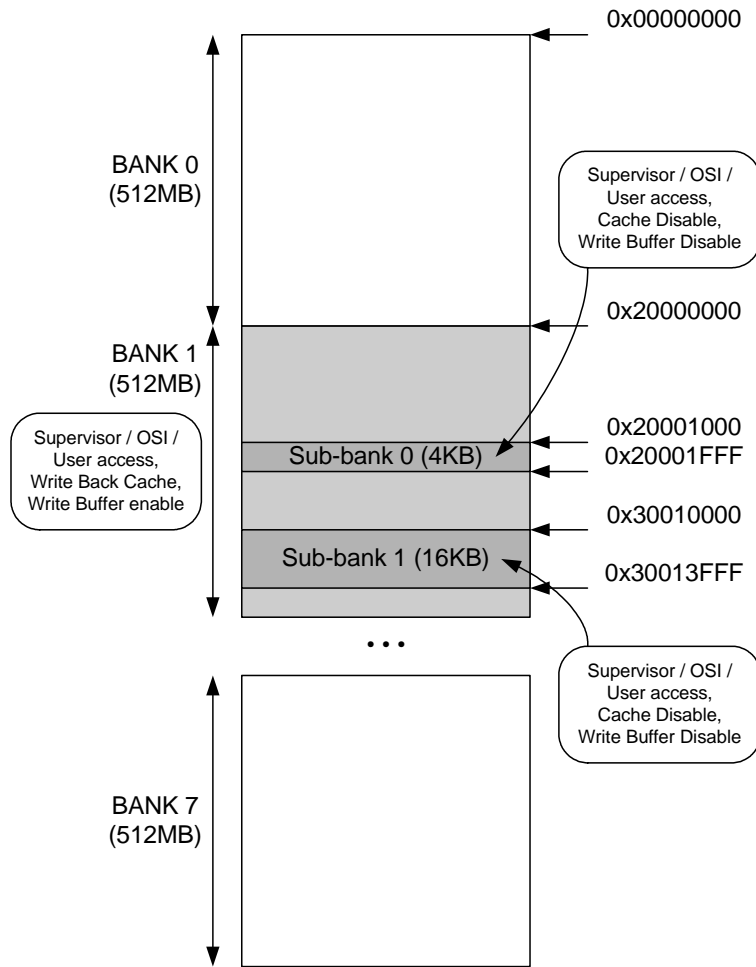 0x00000000
BANK 0
(512MB)
Supervisor / OSI /
User access,
Cache Disable,
Write Buffer Disable
0x20000000
BANK 1
(512MB)
Supervisor / OSI /
User access,
Write Back Cache,
Write Buffer enable
0x20001000
Sub-bank 0 (4KB)
0x20001FFF
0x30010000
Sub-bank 1 (16KB)
0x30013FFF
...
Supervisor / OSI /
User access,
Cache Disable,
Write Buffer Disable
BANK 7
(512MB)